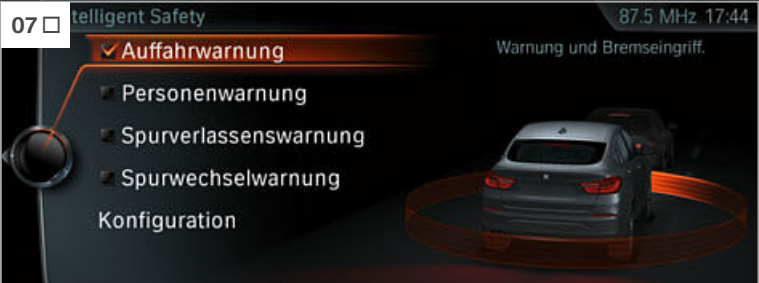 07
telligent Safety
87.5 MHz 17:44
Auffahrwarnung
Warnung und Bremseingriff.
Personenwarnung
Spurverlassenswarnung
Spurwechselwarnung
Konfiguration